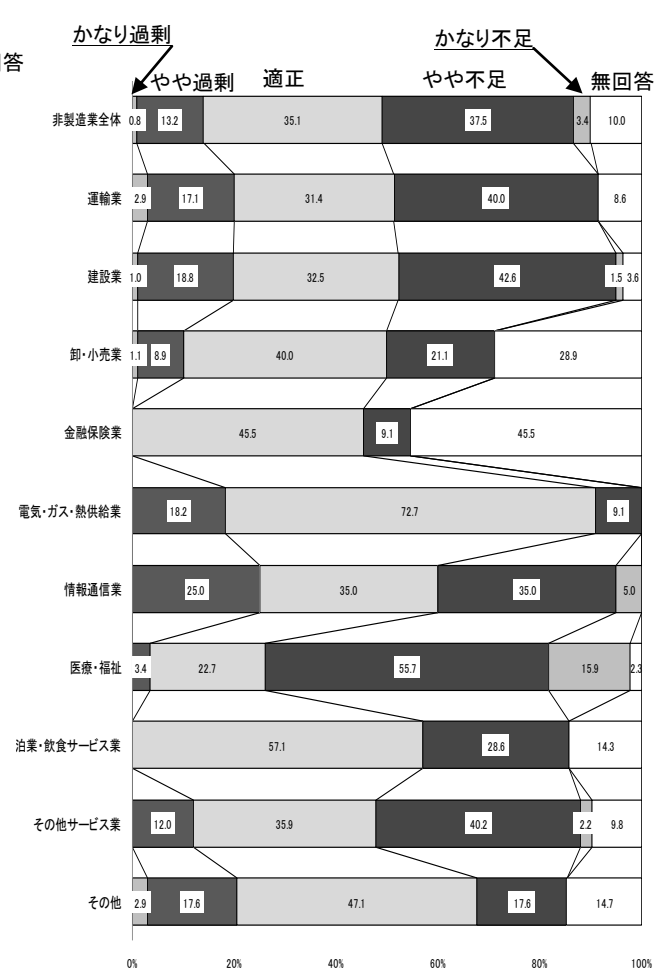 かなり過剰
かなり不足
回答
やや過剰 適正 やや不足 無回答
非製造業全体 0.8 13.2 35.1 37.5 3.4 10.0
運輸業 2.9 17.1 31.4 40.0 8.6
建設業 1.0 18.8 32.5 42.6 1.5 3.6
卸・小売業 1.1 8.9 40.0 21.1 28.9
金融保険業 45.5 9.1 45.5
電気・ガス・熱供給業 18.2 72.7 9.1
情報通信業 25.0 35.0 35.0 5.0
医療・福祉 3.4 22.7 55.7 15.9 2.3
泊業・飲食サービス業 57.1 28.6 14.3
その他サービス業 12.0 35.9 40.2 2.2 9.8
その他 2.9 17.6 47.1 17.6 14.7
0% 20% 40% 60% 80% 100%